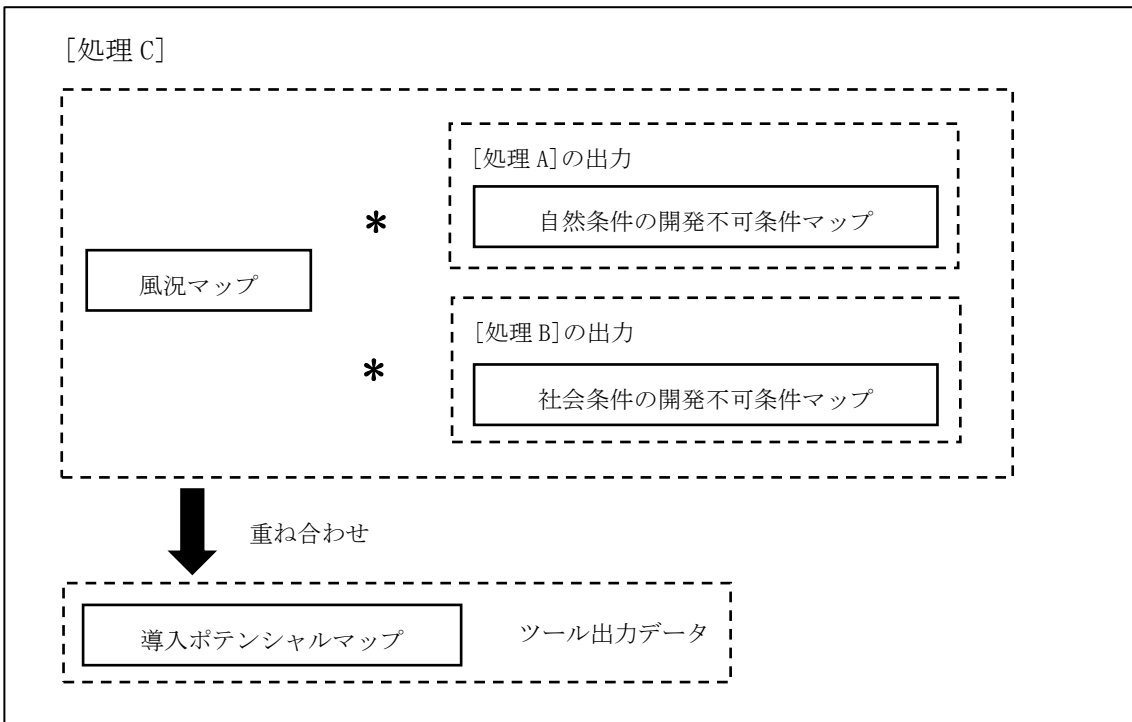 [処理 C]
[処理 A]の出力
自然条件の開発不可条件マップ
*
風況マップ
[処理 B]の出力
*
社会条件の開発不可条件マップ
重ね合わせ
導入ポテンシャルマップ
ツール出力データ